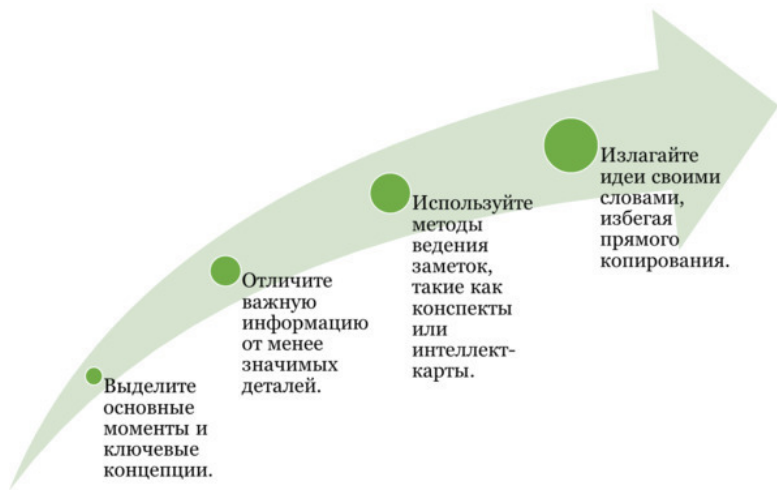 Выделите
основные
моменты и
ключевые
концепции.
Отличите
важную
информацию
от менее
значимых
деталей.
Используйте
методы
ведения
заметок,
такие как
конспекты
или
интеллект-
карты.
Излагайте
идеи своими
словами,
избегая
прямого
копирования.